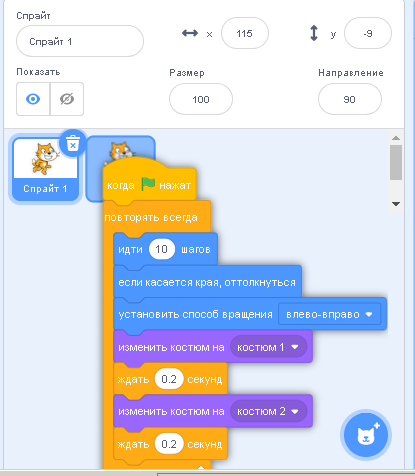 Спрайт
Спрайт 1
x 115
y -9
Показать
Размер
Направление
100
90
Спрайт 1
когда нажат
повторять всегда
идти 10 шагов
если касается края, оттолкнуться
установить способ вращения влево-вправо
изменить костюм на костюм 1
ждать 0.2 секунд
изменить костюм на костюм 2
ждать 0.2 секунд